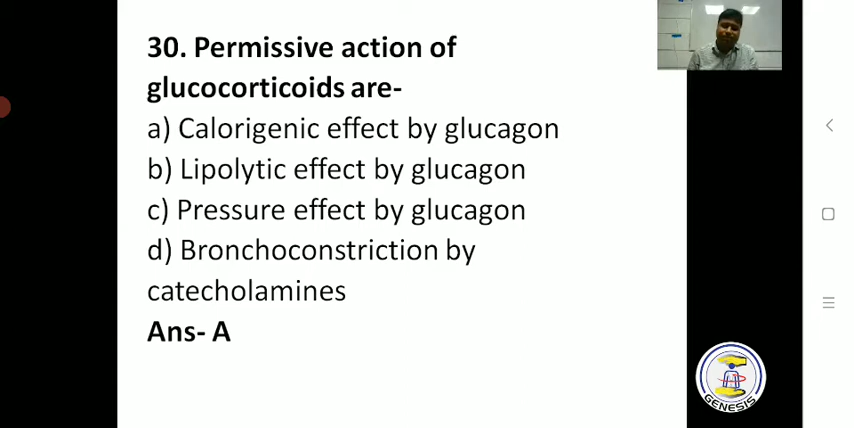 30. Permissive action of
glucocorticoids are-
a) Calorigenic effect by glucagon
b) Lipolytic effect by glucagon
c) Pressure effect by glucagon
d) Bronchoconstriction by
catecholamines
Ans- A
GENESIS